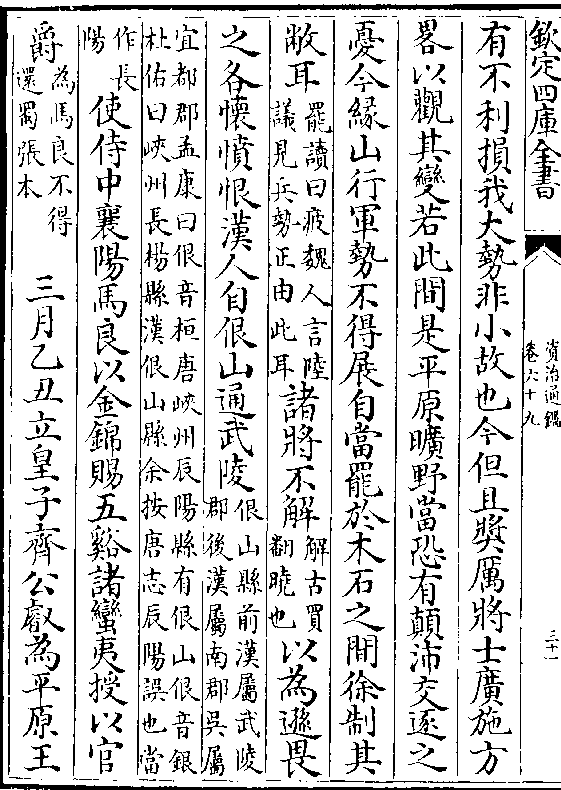 欽定四庫全書
資治通鑑
卷六十九
三十一
有不利損我大勢非小故也今但且奬厲將士廣施方
畧以觀其變若此間是平原曠野當恐有顛沛交逐之
憂今緣山行軍勢不得展自當罷於木石之間徐制其
敝耳罷讀曰疲魏人言陸議見兵勢正由此耳諸將不解解古買翻曉也以為遜畏
之各懷憤恨漢人自佷山通武陵佷山縣前漢屬武陵郡後漢屬南郡吳屬
宜都郡孟康曰佷音桓唐峽州辰陽縣有佷山佷音銀杜佑曰峽州長楊縣漢佷山縣余按唐志辰陽誤也當
作長陽使侍中襄陽馬良以金錦賜五谿諸蠻夷授以官
爵為馬良不得還蜀張本三月乙丑立皇子齊公叡為平原王